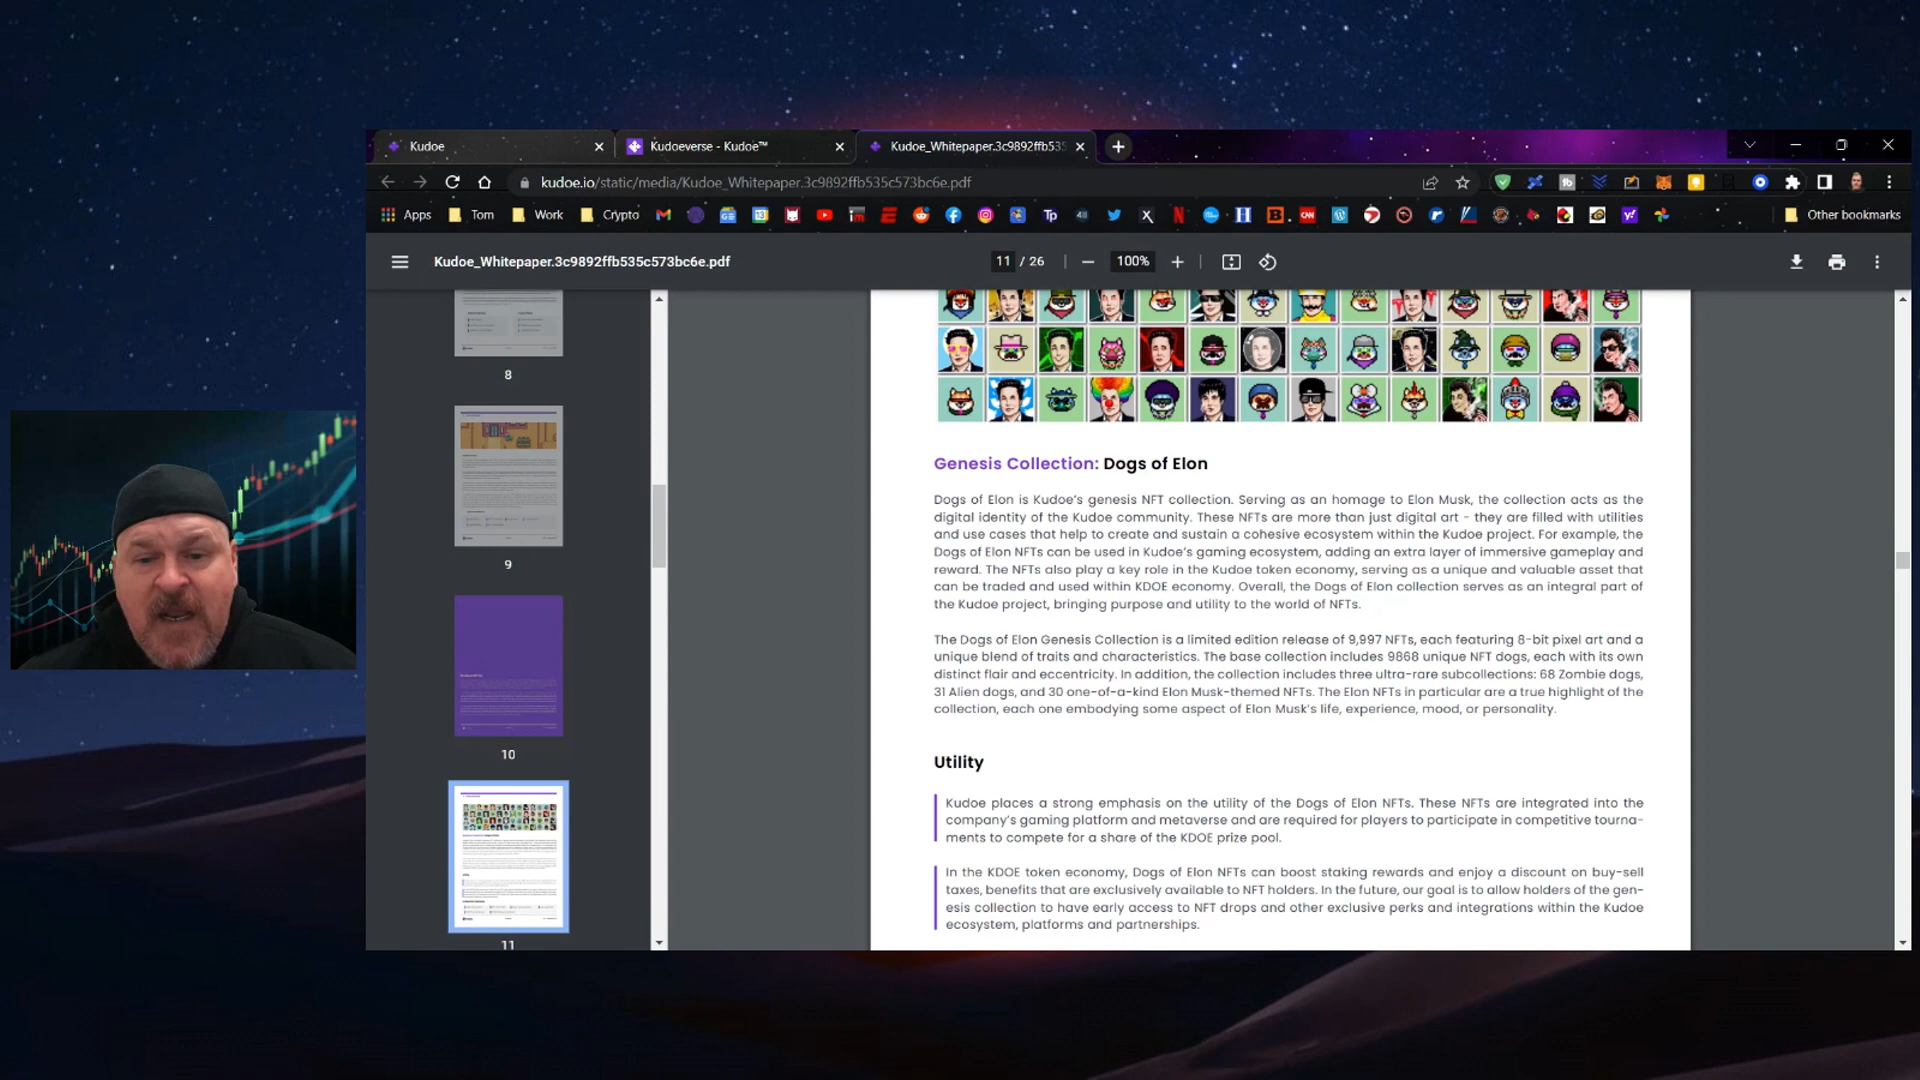 Kudoe
Kudoeverse - Kudoe™
Kudoe_Whitepaper.3c9892ffb535
kudoe.io/static/media/Kudoe_Whitepaper.3c9892ffb535c573bc6e.pdf
Apps
Tom
Work
Crypto
Other bookmarks
Kudoe_Whitepaper.3c9892ffb535c573bc6e.pdf
11 / 26
100%
8
9
10
11
Genesis Collection: Dogs of Elon
Dogs of Elon is Kudoe's genesis NFT collection. Serving as an homage to Elon Musk, the collection acts as the
digital identity of the Kudoe community. These NFTs are more than just digital art - they are filled with utilities
and use cases that help to create and sustain a cohesive ecosystem within the Kudoe project. For example, the
Dogs of Elon NFTs can be used in Kudoe's gaming ecosystem, adding an extra layer of immersive gameplay and
reward. The NFTs also play a key role in the Kudoe token economy, serving as a unique and valuable asset that
can be traded and used within KDOE economy. Overall, the Dogs of Elon collection serves as an integral part of
the Kudoe project, bringing purpose and utility to the world of NFTs.
The Dogs of Elon Genesis Collection is a limited edition release of 9,997 NFTs, each featuring 8-bit pixel art and a
unique blend of traits and characteristics. The base collection includes 9868 unique NFT dogs, each with its own
distinct flair and eccentricity. In addition, the collection includes three ultra-rare subcollections: 68 Zombie dogs,
31 Alien dogs, and 30 one-of-a-kind Elon Musk-themed NFTs. The Elon NFTs in particular are a true highlight of the
collection, each one embodying some aspect of Elon Musk's life, experience, mood, or personality.
Utility
Kudoe places a strong emphasis on the utility of the Dogs of Elon NFTs. These NFTs are integrated into the
company's gaming platform and metaverse and are required for players to participate in competitive tourna-
ments to compete for a share of the KDOE prize pool.
In the KDOE token economy, Dogs of Elon NFTs can boost staking rewards and enjoy a discount on buy-sell
taxes, benefits that are exclusively available to NFT holders. In the future, our goal is to allow holders of the gen-
esis collection to have early access to NFT drops and other exclusive perks and integrations within the Kudoe
ecosystem, platforms and partnerships.